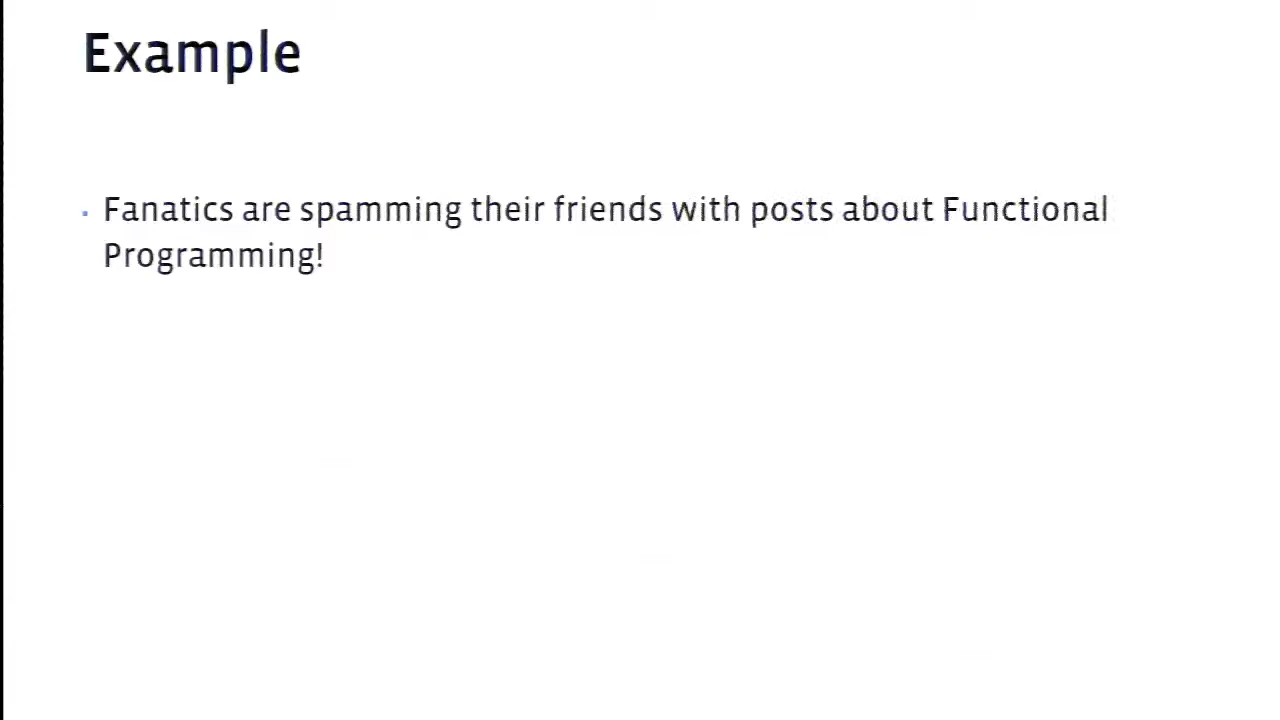 Example
· Fanatics are spamming their friends with posts about Functional
Programming!